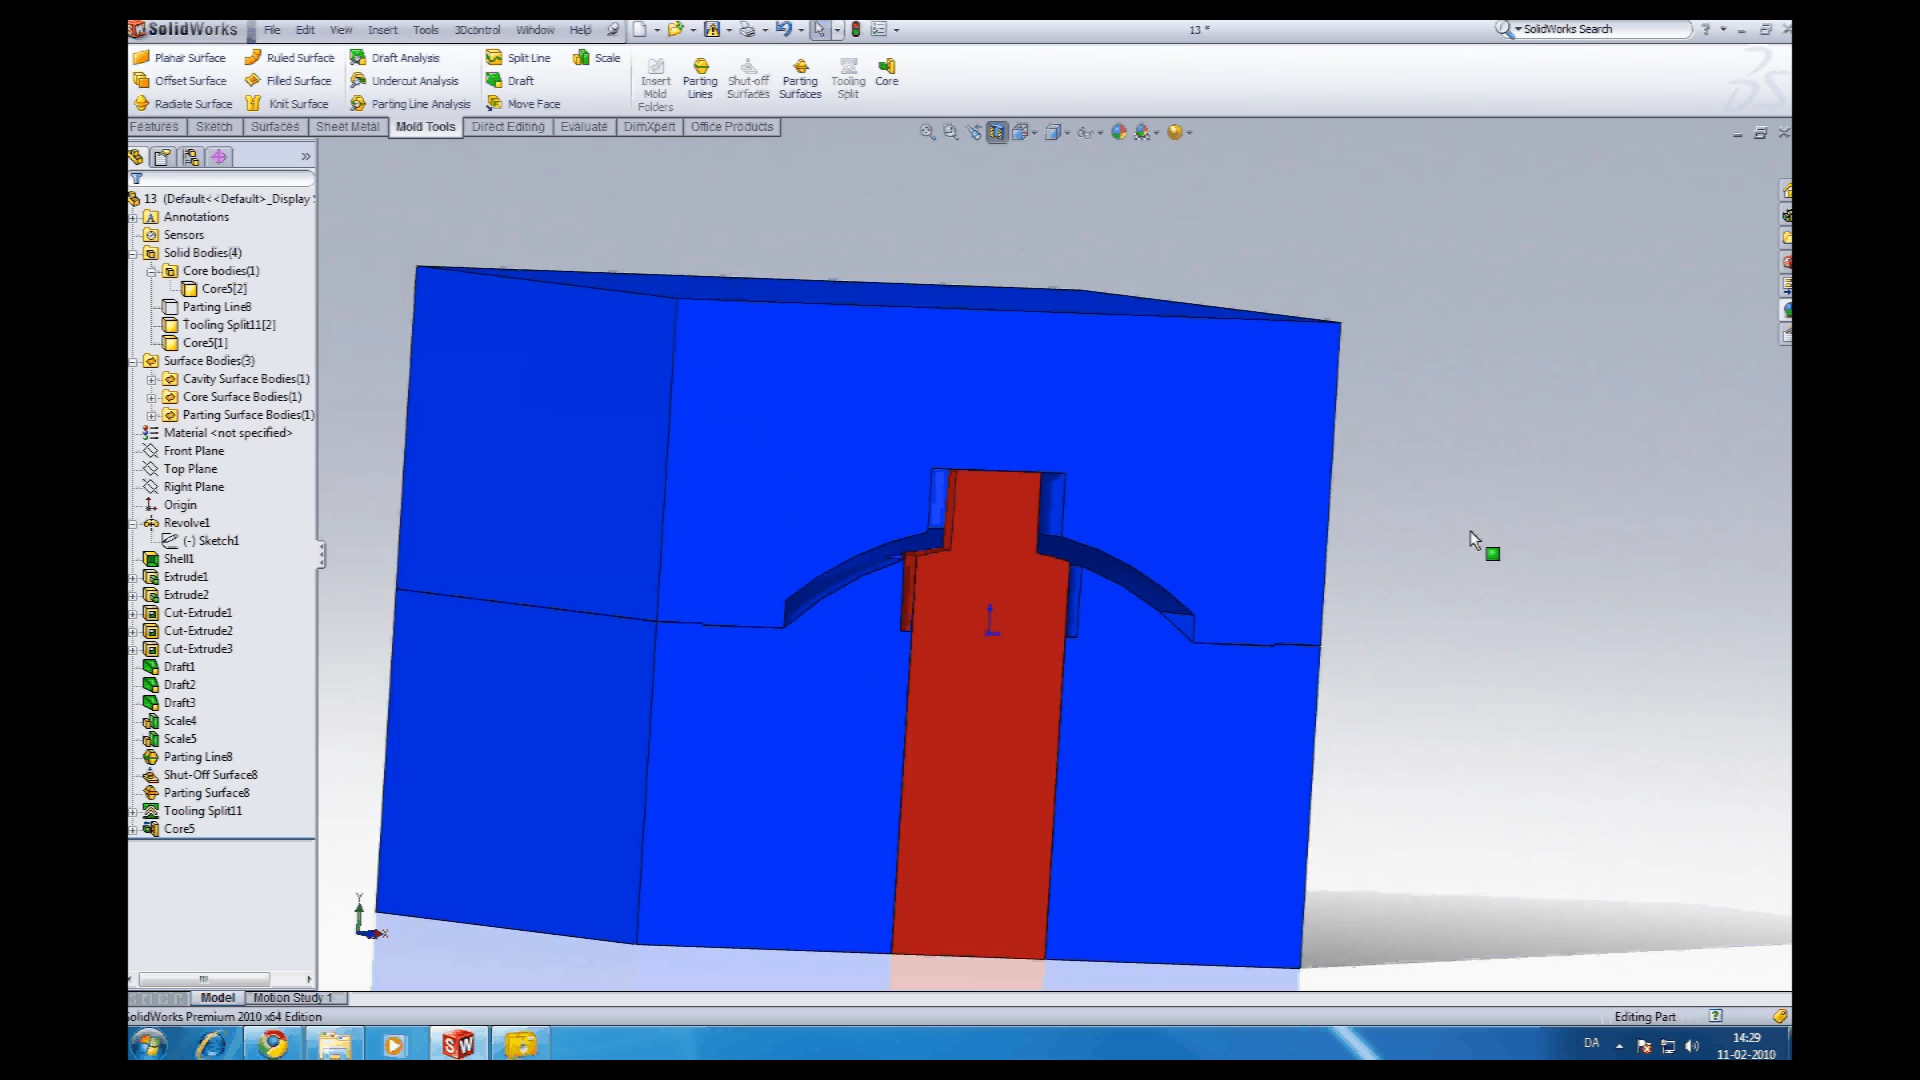 SolidWorks File Edit View Insert Tools 3Dcontrol Window Help 13 * SolidWorks Search ?
Planar Surface Ruled Surface Draft Analysis Split Line Scale
Offset Surface Filled Surface Undercut Analysis Draft
Radiate Surface Knit Surface Parting Line Analysis Move Face
Insert Mold Folders Parting Lines Shut-off Surfaces Parting Surfaces Tooling Split Core
Features Sketch Surfaces Sheet Metal Mold Tools Direct Editing Evaluate DimXpert Office Products
13 (Default<<Default>_Display
Annotations
Sensors
Solid Bodies(4)
Core bodies(1)
Core5[2]
Parting Line8
Tooling Split11[2]
Core5[1]
Surface Bodies(3)
Cavity Surface Bodies(1)
Core Surface Bodies(1)
Parting Surface Bodies(1)
Material <not specified>
Front Plane
Top Plane
Right Plane
Origin
Revolve1
(-) Sketch1
Shell1
Extrude1
Extrude2
Cut-Extrude1
Cut-Extrude2
Cut-Extrude3
Draft1
Draft2
Draft3
Scale4
Scale5
Parting Line8
Shut-Off Surface8
Parting Surface8
Tooling Split11
Core5
Y
X
Model Motion Study 1
SolidWorks Premium 2010 x64 Edition Editing Part ?
DA 14:29
11-02-2010